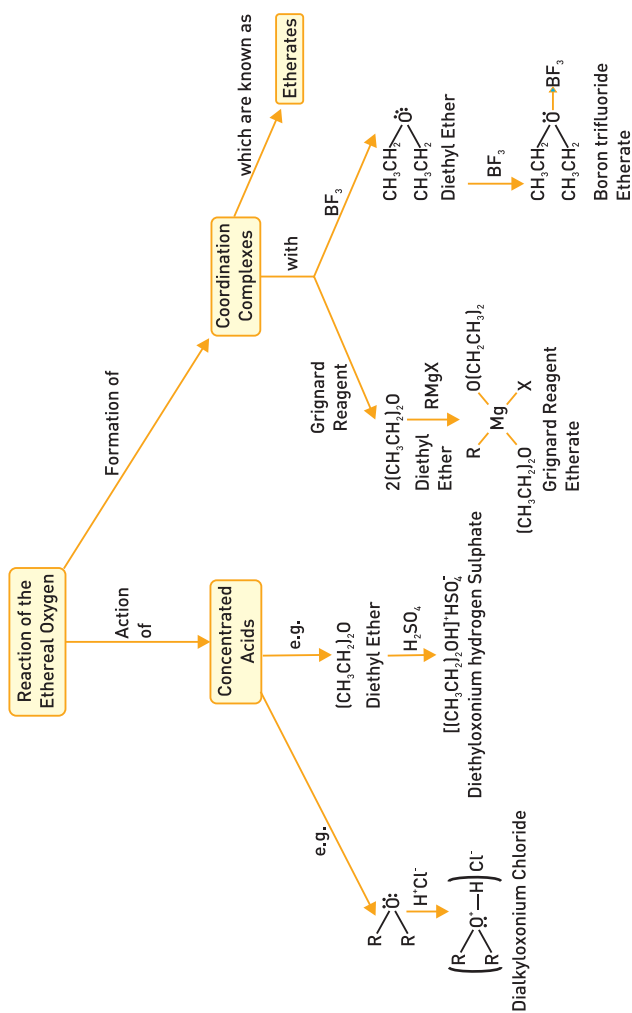 Reaction of the
Ethereal Oxygen
Formation of
Action
of
Coordination
Complexes
which are known as
Etherates
with
Grignard
Reagent
BF₃
2(CH₃CH₂)₂O
Diethyl
Ether
RMgX
R
O(CH₂CH₃)₂
Mg
(CH₃CH₂)₂O
X
Grignard Reagent
Etherate
CH₃CH₂
Ö:
CH₃CH₂
Diethyl Ether
BF₃
CH₃CH₂
Ö→BF₃
CH₃CH₂
Boron trifluoride
Etherate
Concentrated
Acids
e.g.
(CH₃CH₂)₂O
Diethyl Ether
H₂SO₄
[(CH₃CH₂)₂OH]⁺HSO₄⁻
Diethyloxonium hydrogen Sulphate
e.g.
R
Ö:
R
H⁺Cl⁻
(R
Ö⁺—H) Cl⁻
R
Dialkyloxonium Chloride